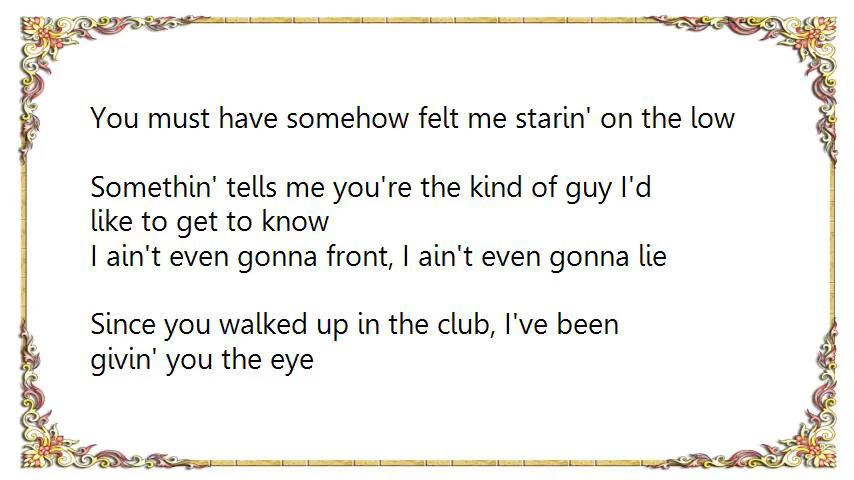 You must have somehow felt me starin' on the low
Somethin' tells me you're the kind of guy I'd
like to get to know
I ain't even gonna front, I ain't even gonna lie
Since you walked up in the club, I've been
givin' you the eye